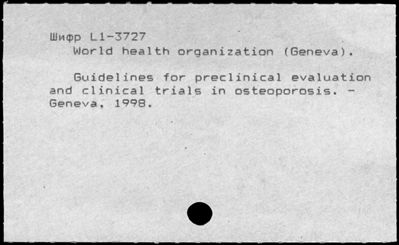 Шифр L1-3727
World health organization (Geneva).
Guidelines for preclinical evaluation
and clinical trials in osteoporosis. -
Geneva, 1998.